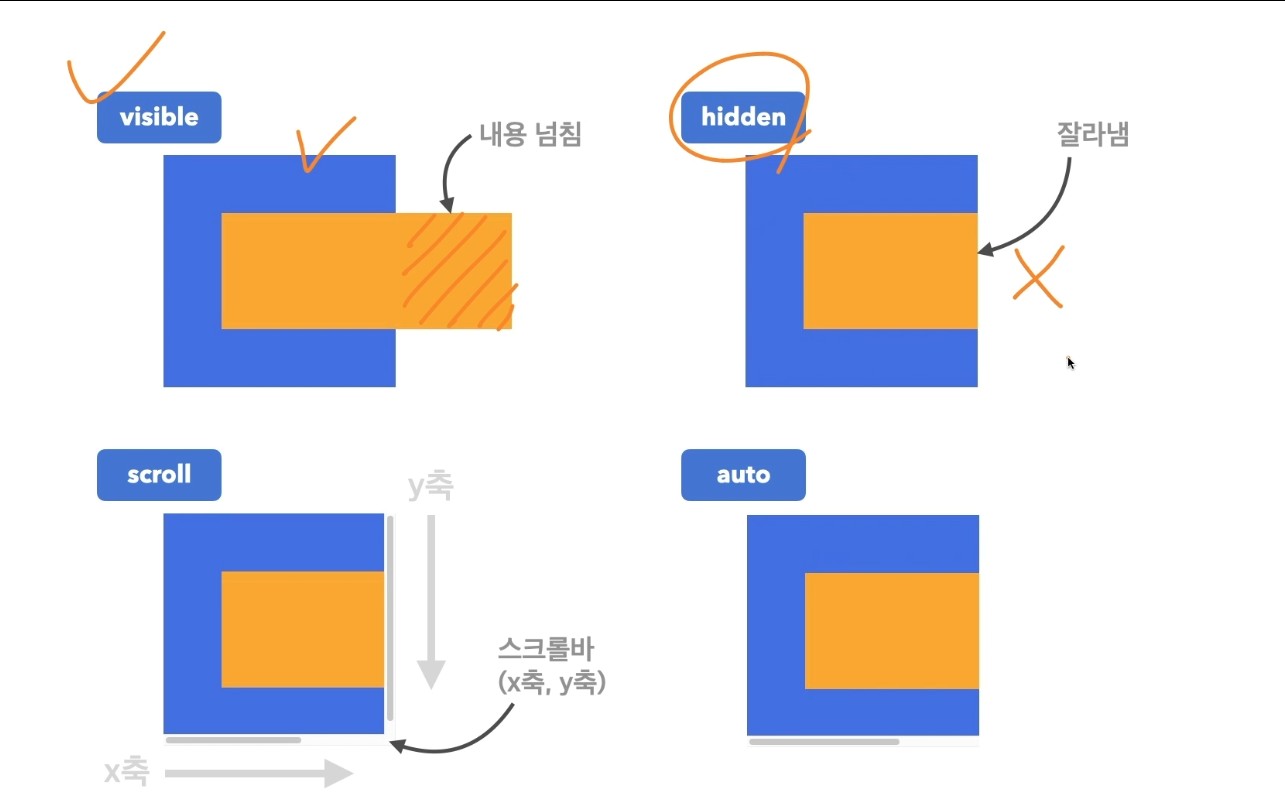 visible
내용 넘침
hidden
잘라냄
scroll
y축
스크롤바
(x축, y축)
x축
auto